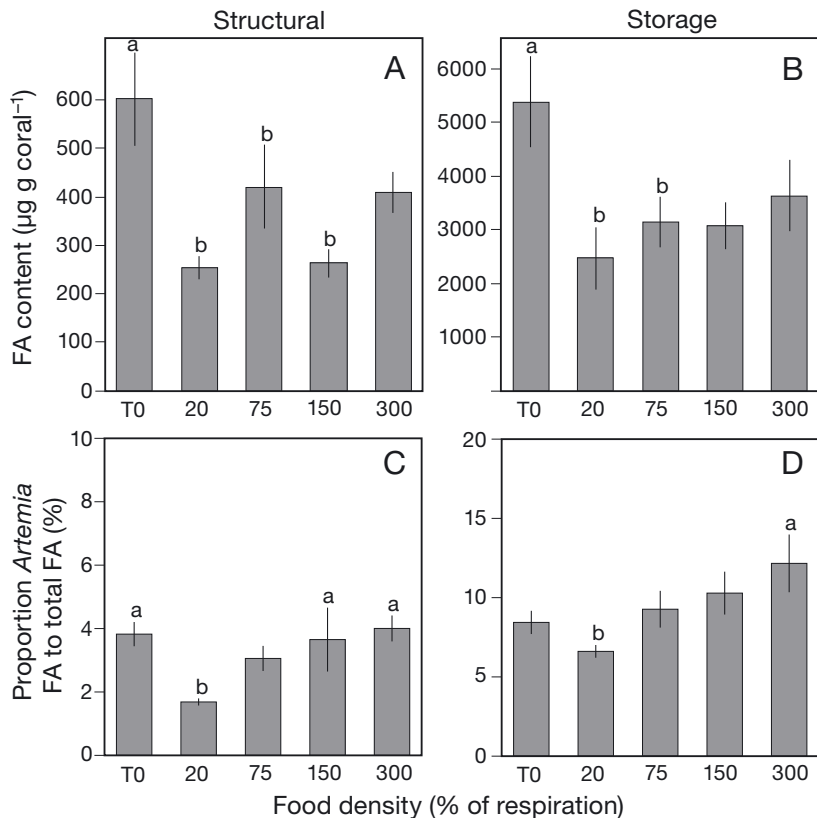 Structural
Storage
FA content (µg g coral⁻¹)
A
a
b
b
b
600
500
400
300
200
100
0
T0 20 75 150 300
B
a
b
b
6000
5000
4000
3000
2000
1000
T0 20 75 150 300
Proportion Artemia
FA to total FA (%)
C
a
b
a
a
10
8
6
4
2
0
T0 20 75 150 300
D
b
a
20
15
10
5
0
T0 20 75 150 300
Food density (% of respiration)